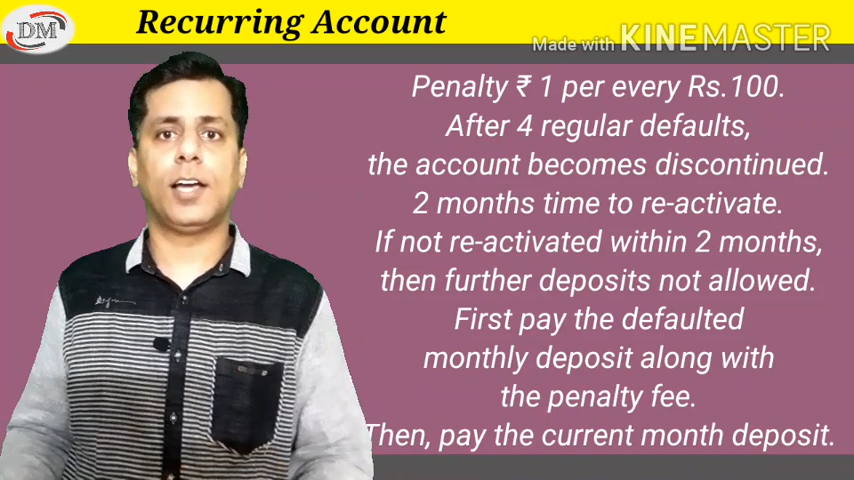 DM
Recurring Account
Made with KINEMASTER
Penalty ₹ 1 per every Rs.100.
After 4 regular defaults,
the account becomes discontinued.
2 months time to re-activate.
If not re-activated within 2 months,
then further deposits not allowed.
First pay the defaulted
monthly deposit along with
the penalty fee.
Then, pay the current month deposit.